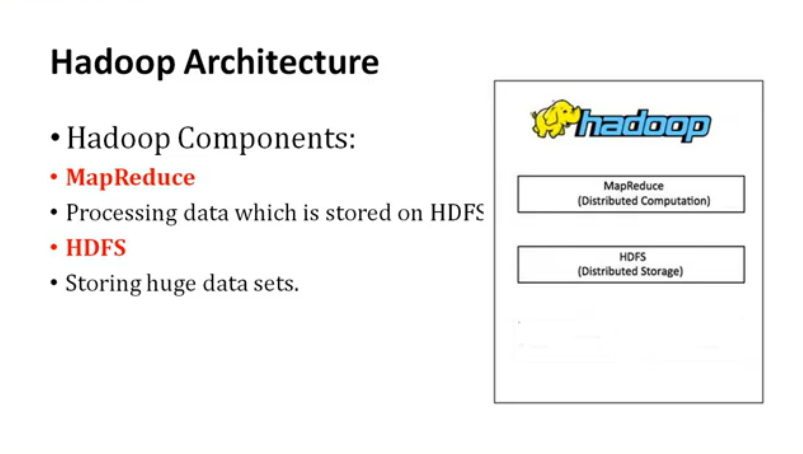 Hadoop Architecture
• Hadoop Components:
• MapReduce
• Processing data which is stored on HDFS
• HDFS
• Storing huge data sets.
hadoop
MapReduce
(Distributed Computation)
HDFS
(Distributed Storage)